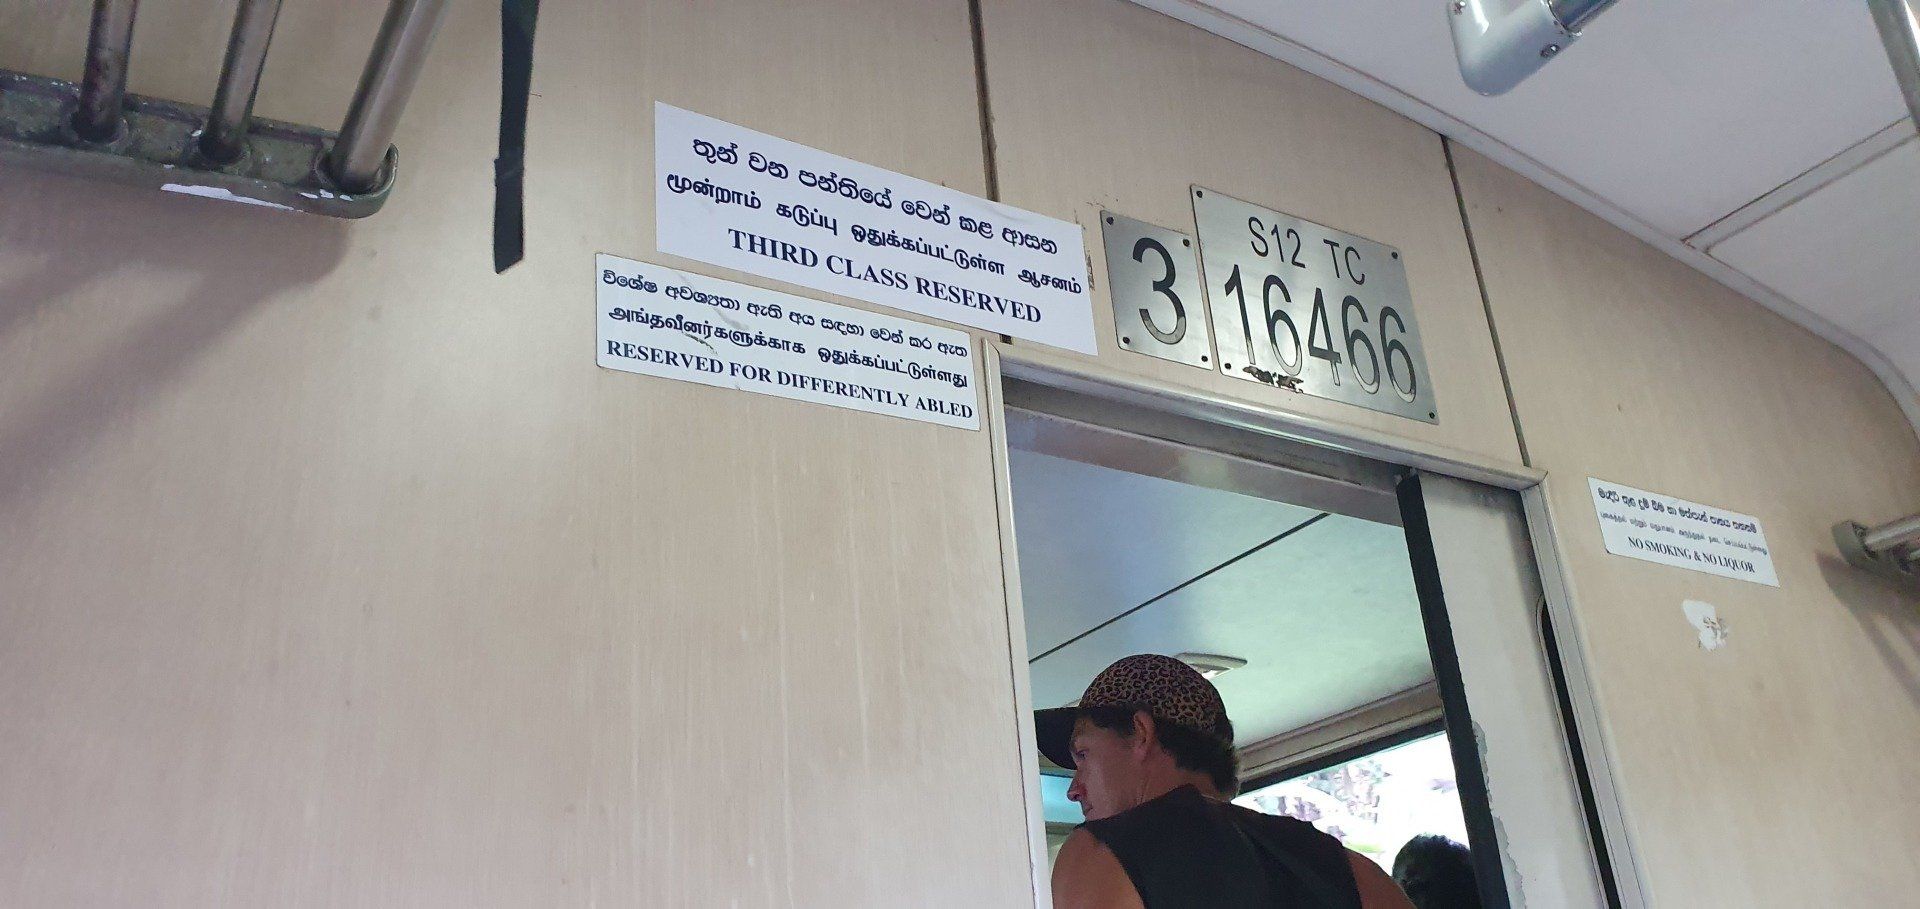 තුන් වන පන්තියේ වෙන් කළ ආසන
மூன்றாம் கடுப்பு ஒதுக்கப்பட்டுள்ள ஆசனம்
THIRD CLASS RESERVED
විශේෂ අවශ්‍යතා ඇති අය සඳහා වෙන් කර ඇත
அங்தவீனர்களுக்காக ஒதுக்கப்பட்டுள்ளது
RESERVED FOR DIFFERENTLY ABLED
3
S12 TC
16466
NO SMOKING & NO LIQUOR